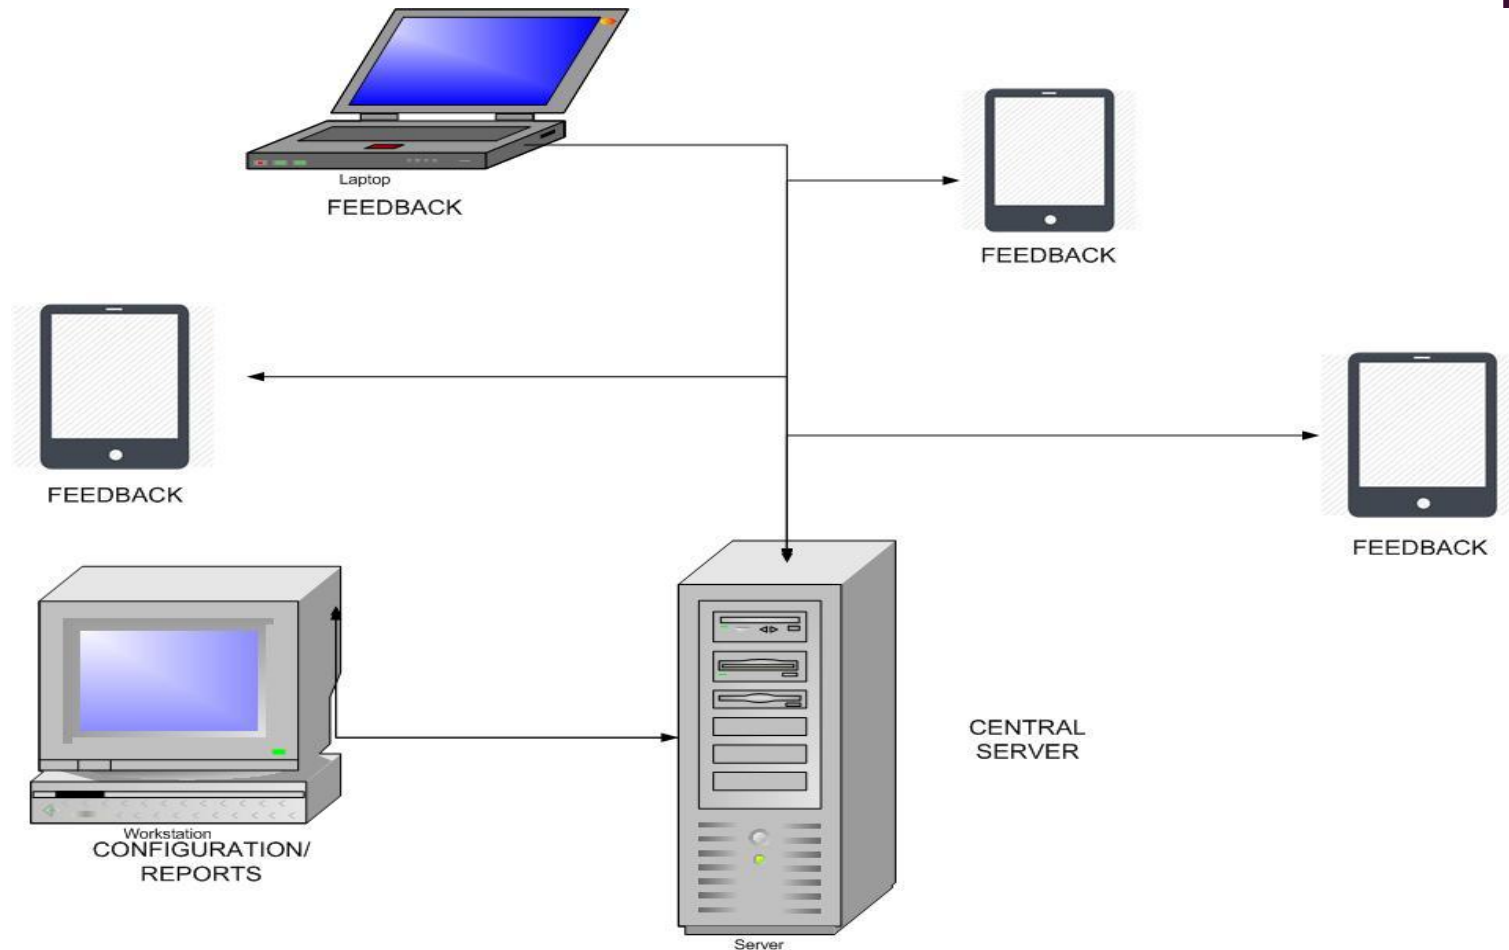 Laptop
FEEDBACK
FEEDBACK
FEEDBACK
FEEDBACK
CENTRAL
SERVER
Workstation
CONFIGURATION/
REPORTS
Server